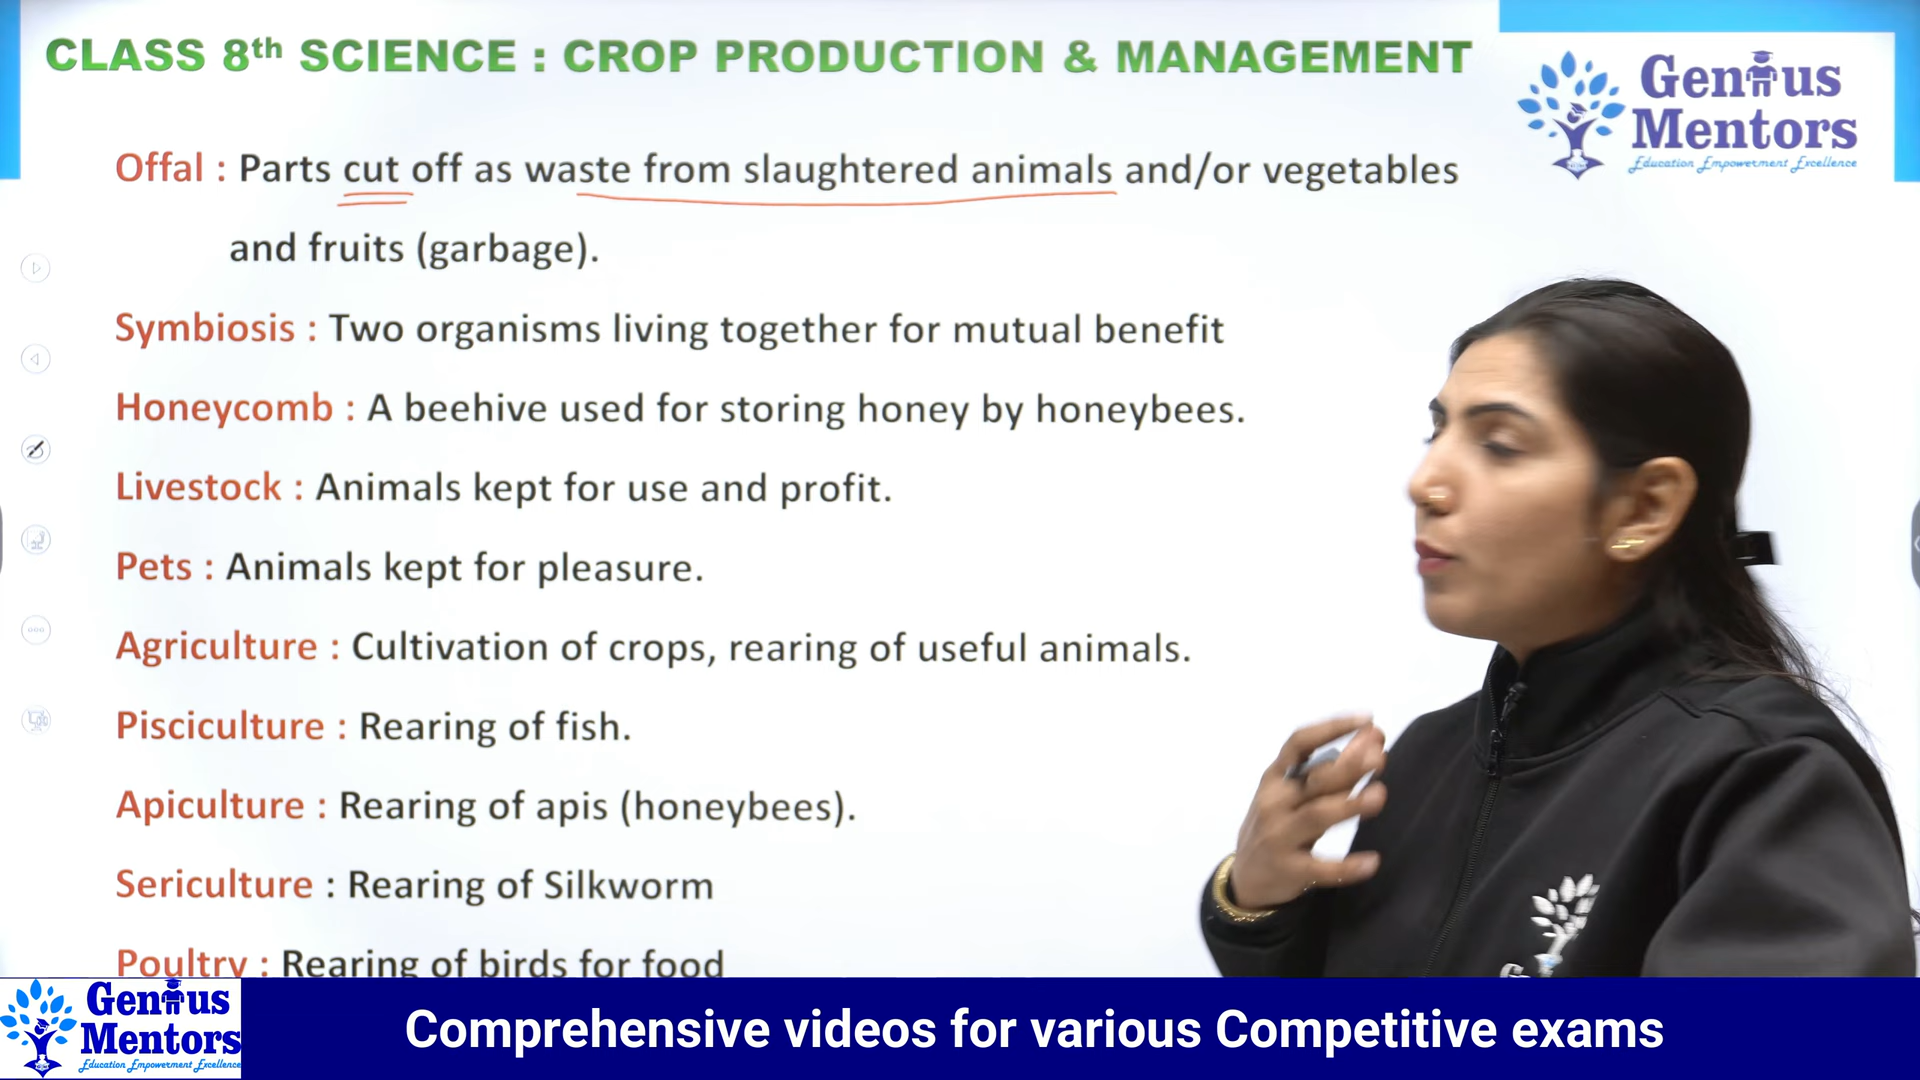 CLASS 8th SCIENCE : CROP PRODUCTION & MANAGEMENT
Genius
Mentors
Education Empowerment Excellence
Offal : Parts cut off as waste from slaughtered animals and/or vegetables
and fruits (garbage).
Symbiosis : Two organisms living together for mutual benefit
Honeycomb : A beehive used for storing honey by honeybees.
Livestock : Animals kept for use and profit.
Pets : Animals kept for pleasure.
Agriculture : Cultivation of crops, rearing of useful animals.
Pisciculture : Rearing of fish.
Apiculture : Rearing of apis (honeybees).
Sericulture : Rearing of Silkworm
Poultry : Rearing of birds for food
Genius
Mentors
Education Empowerment Excellence
Comprehensive videos for various Competitive exams